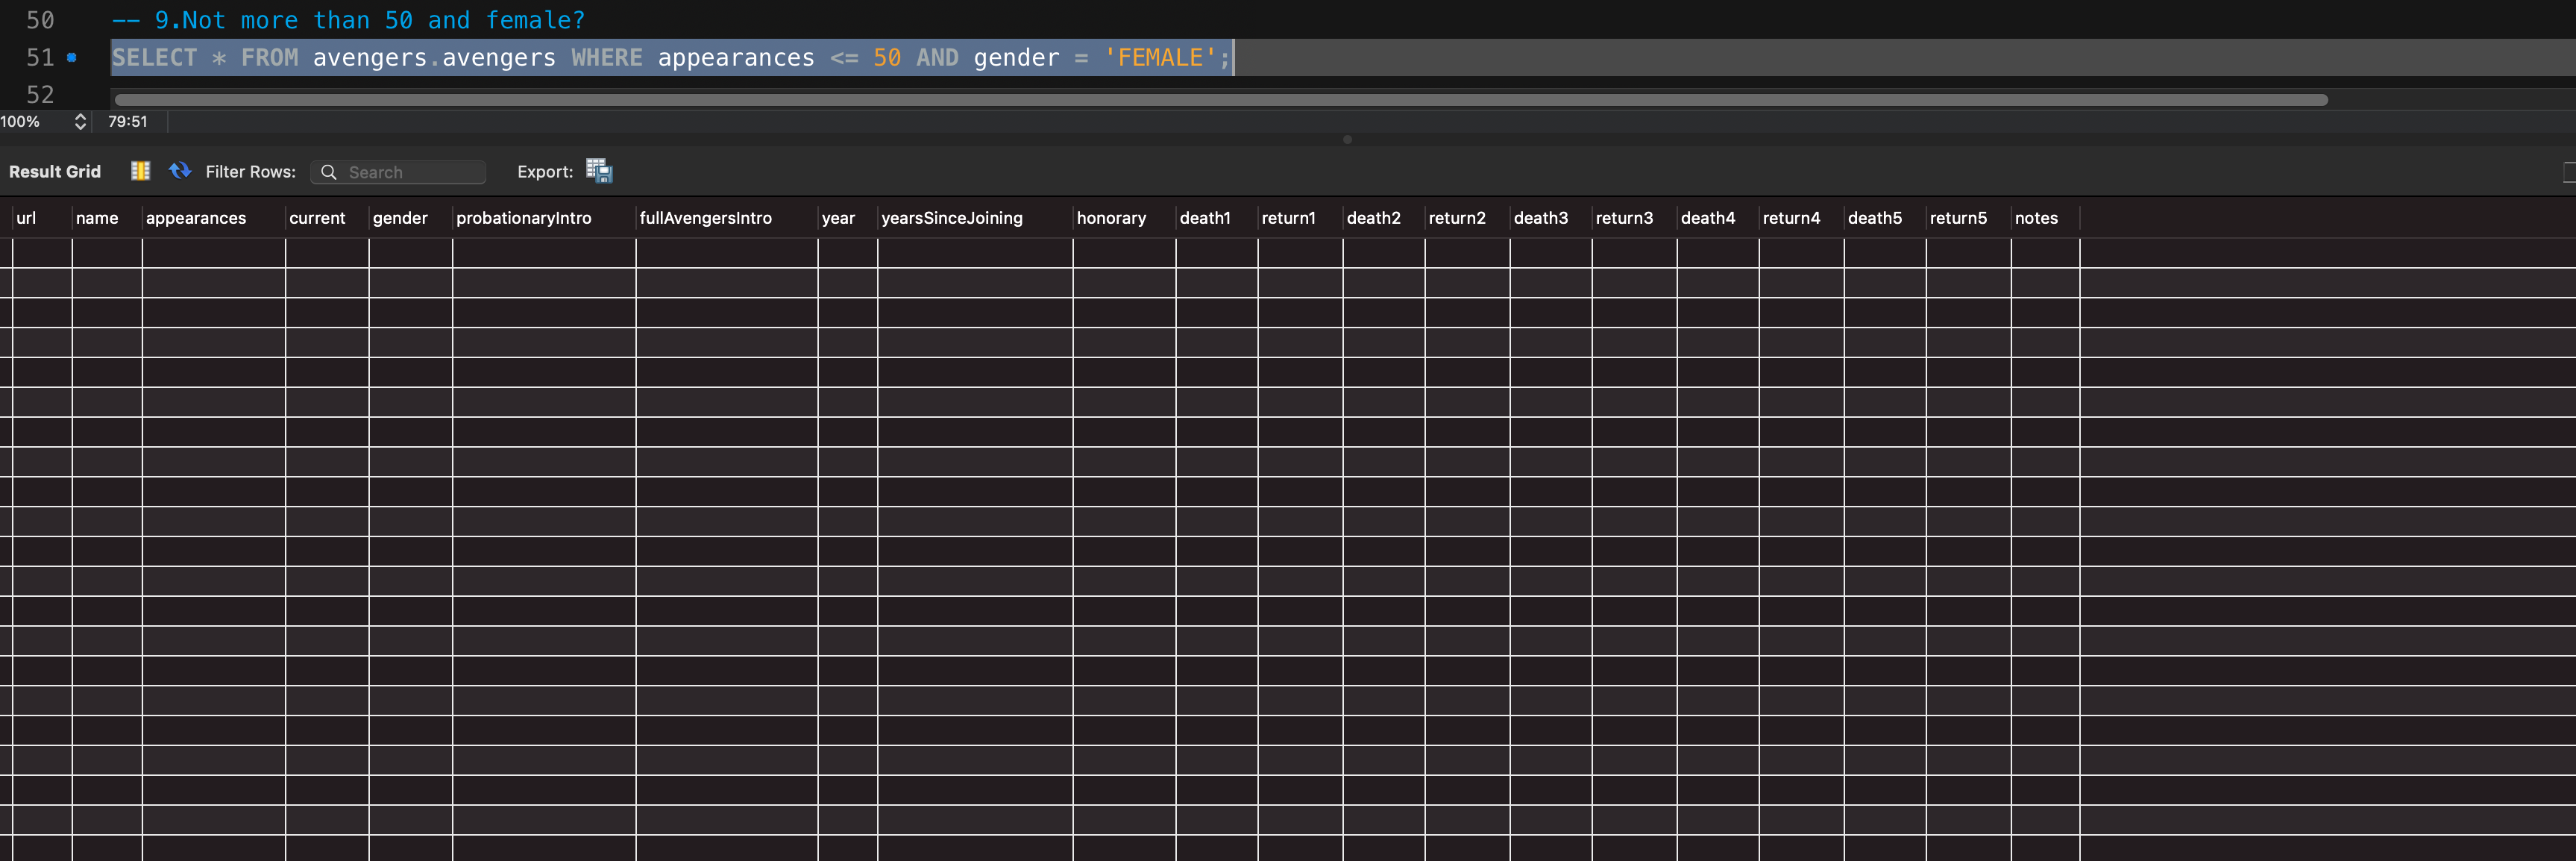 50 -- 9.Not more than 50 and female?
51 SELECT * FROM avengers.avengers WHERE appearances <= 50 AND gender = 'FEMALE';
52
100% 79:51
Result Grid Filter Rows: Search Export:
url name appearances current gender probationaryIntro fullAvengersIntro year yearsSinceJoining honorary death1 return1 death2 return2 death3 return3 death4 return4 death5 return5 notes